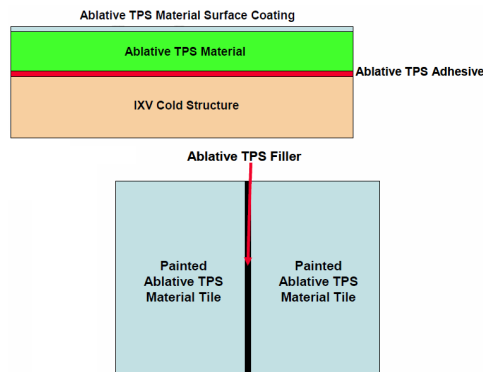 Ablative TPS Material Surface Coating
Ablative TPS Material
Ablative TPS Adhesive
IXV Cold Structure
Ablative TPS Filler
Painted
Ablative TPS
Material Tile
Painted
Ablative TPS
Material Tile